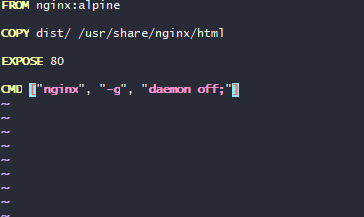 FROM nginx:alpine
COPY dist/ /usr/share/nginx/html
EXPOSE 80
CMD ["nginx", "-g", "daemon off;"]
~
~
~
~
~
~
~